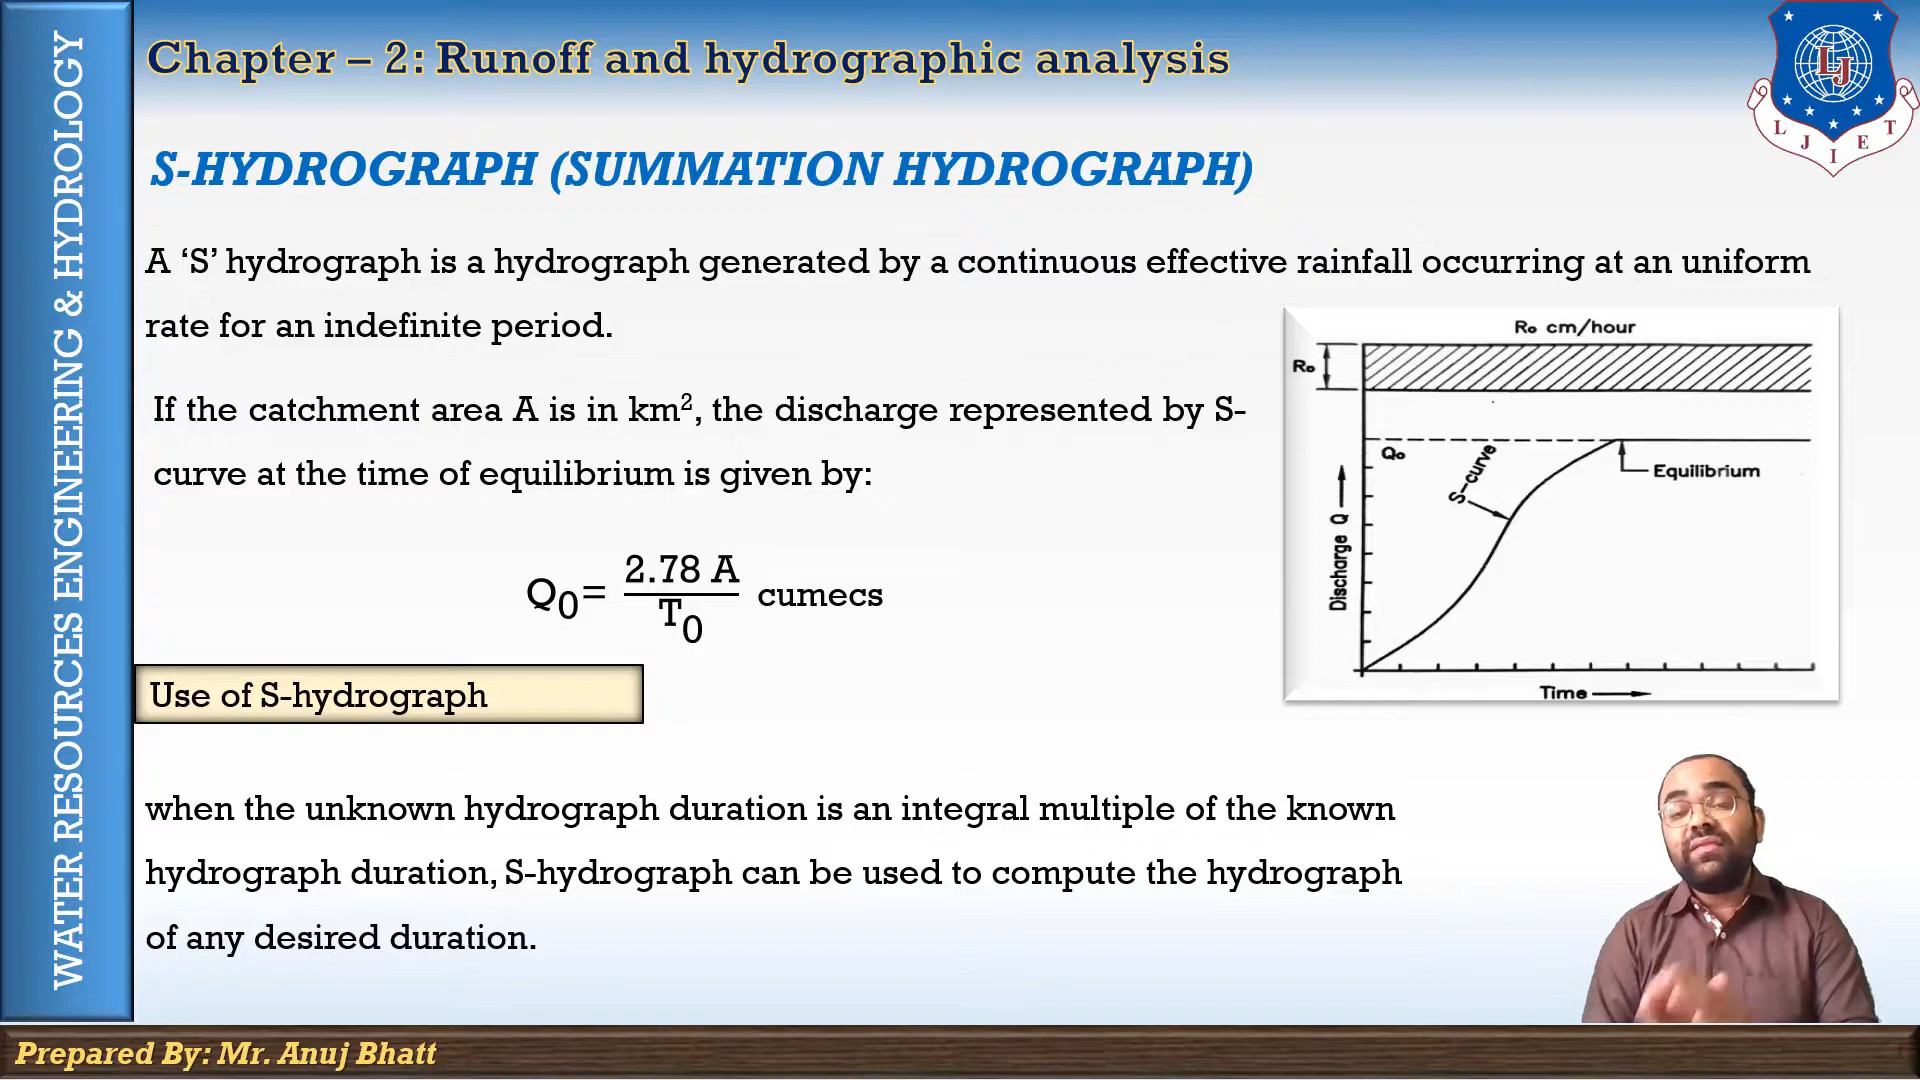 WATER RESOURCES ENGINEERING & HYDROLOGY
Chapter – 2: Runoff and hydrographic analysis
LJ
L J I E T
S-HYDROGRAPH (SUMMATION HYDROGRAPH)
A ‘S’ hydrograph is a hydrograph generated by a continuous effective rainfall occurring at an uniform
rate for an indefinite period.
If the catchment area A is in km², the discharge represented by S-
curve at the time of equilibrium is given by:
Q₀ = 2.78 A / T₀ cumecs
R₀ cm/hour
R₀
Q₀
S-curve
Equilibrium
Discharge Q
Time
Use of S-hydrograph
when the unknown hydrograph duration is an integral multiple of the known
hydrograph duration, S-hydrograph can be used to compute the hydrograph
of any desired duration.
Prepared By: Mr. Anuj Bhatt